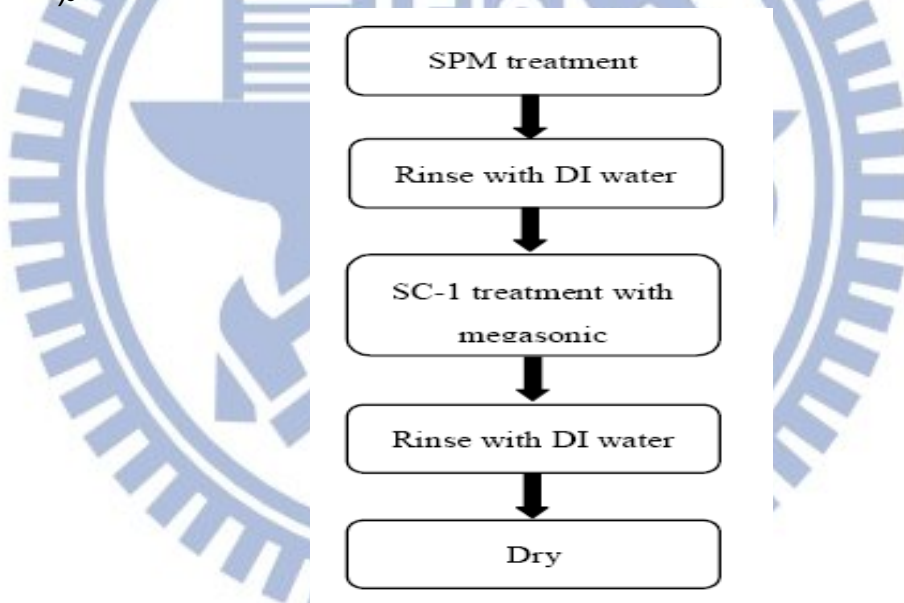 SPM treatment
Rinse with DI water
SC-1 treatment with
megasonic
Rinse with DI water
Dry